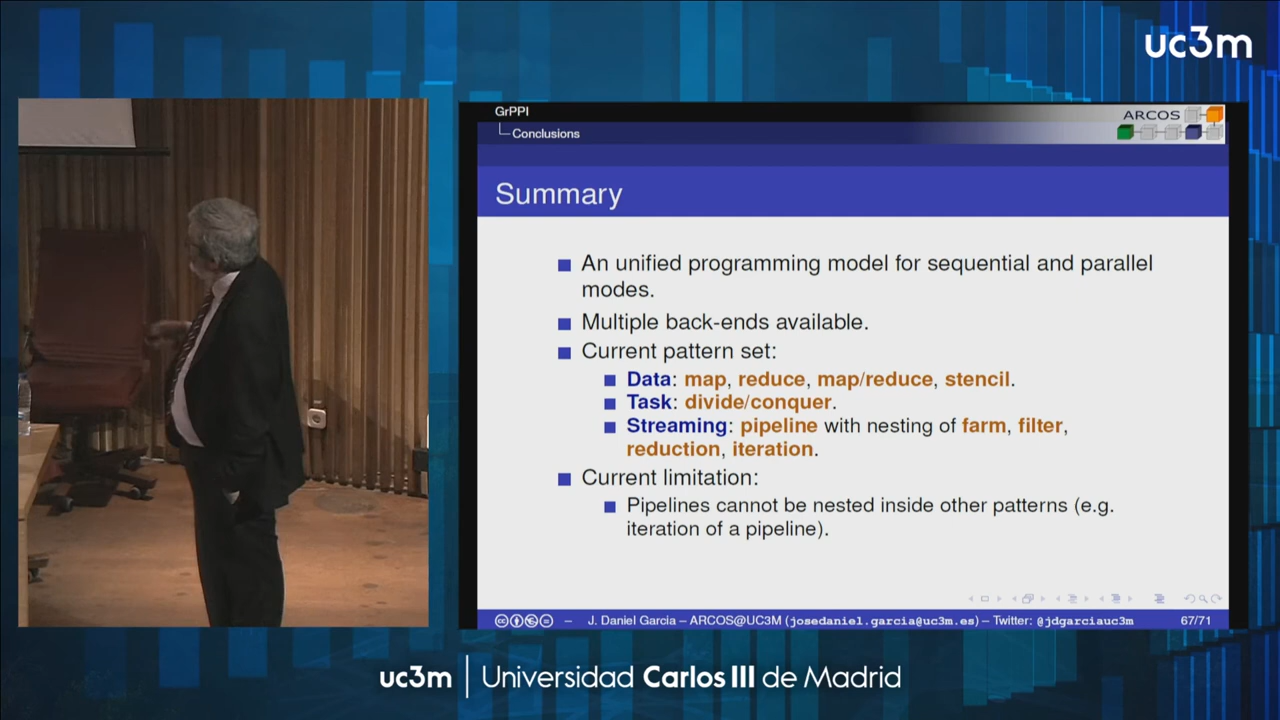 uc3m
GrPPI
Conclusions
ARCOS
Summary
An unified programming model for sequential and parallel
modes.
Multiple back-ends available.
Current pattern set:
Data: map, reduce, map/reduce, stencil.
Task: divide/conquer.
Streaming: pipeline with nesting of farm, filter,
reduction, iteration.
Current limitation:
Pipelines cannot be nested inside other patterns (e.g.
iteration of a pipeline).
cc – J. Daniel Garcia – ARCOS@UC3M (josedaniel.garcia@uc3m.es) – Twitter: @jdgarciauc3m 67/71
uc3m | Universidad Carlos III de Madrid